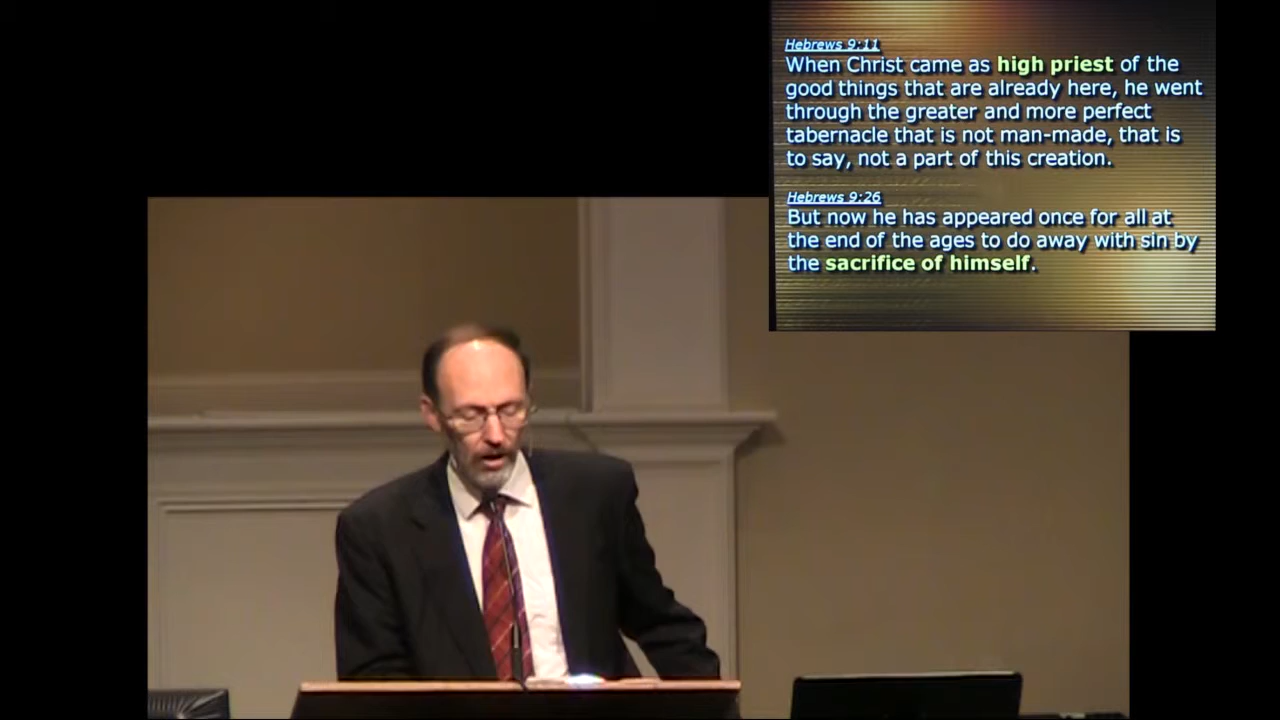 Hebrews 9:11
When Christ came as high priest of the
good things that are already here, he went
through the greater and more perfect
tabernacle that is not man-made, that is
to say, not a part of this creation.
Hebrews 9:26
But now he has appeared once for all at
the end of the ages to do away with sin by
the sacrifice of himself.